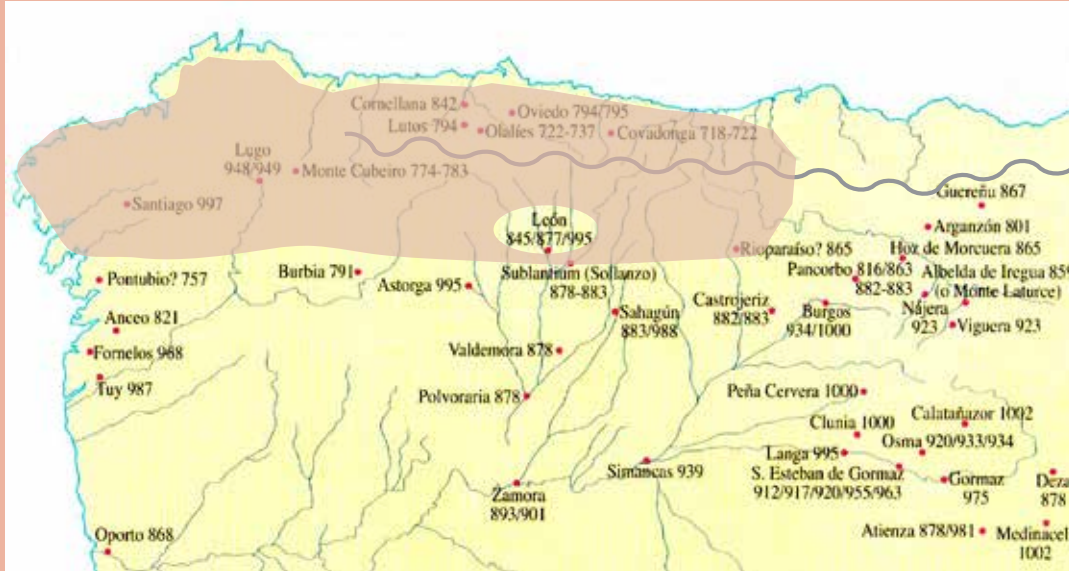 Cornellana 842
Oviedo 794/795
Lutos 794
Olalíes 722-737
Covadonga 718-722
Lugo
948/949
Monte Cubeiro 774-783
Santiago 997
León
845/877/995
Gucreñu 867
Arganzón 801
Rioparaíso? 865
Hoz de Morcuera 865
Pontubio? 757
Burbia 791
Astorga 995
Sublantium (Sollanzo)
878-883
Pancorbo 816/863
882-883
Albelda de Iregua 859
(o Monte Laturce)
Castrojeriz
882/883
Burgos
934/1000
Nájera
923
Viguera 923
Anceo 821
Sahagún
883/988
Fornelos 968
Valdemora 878
Tuy 987
Polvoraria 878
Peña Cervera 1000
Clunia 1000
Calatañazor 1002
Langa 995
Osma 920/933/934
Simancas 939
S. Esteban de Gormaz
912/917/920/955/963
Gormaz
975
Deza
878
Zamora
893/901
Oporto 868
Atienza 878/981
Medinacel
1002